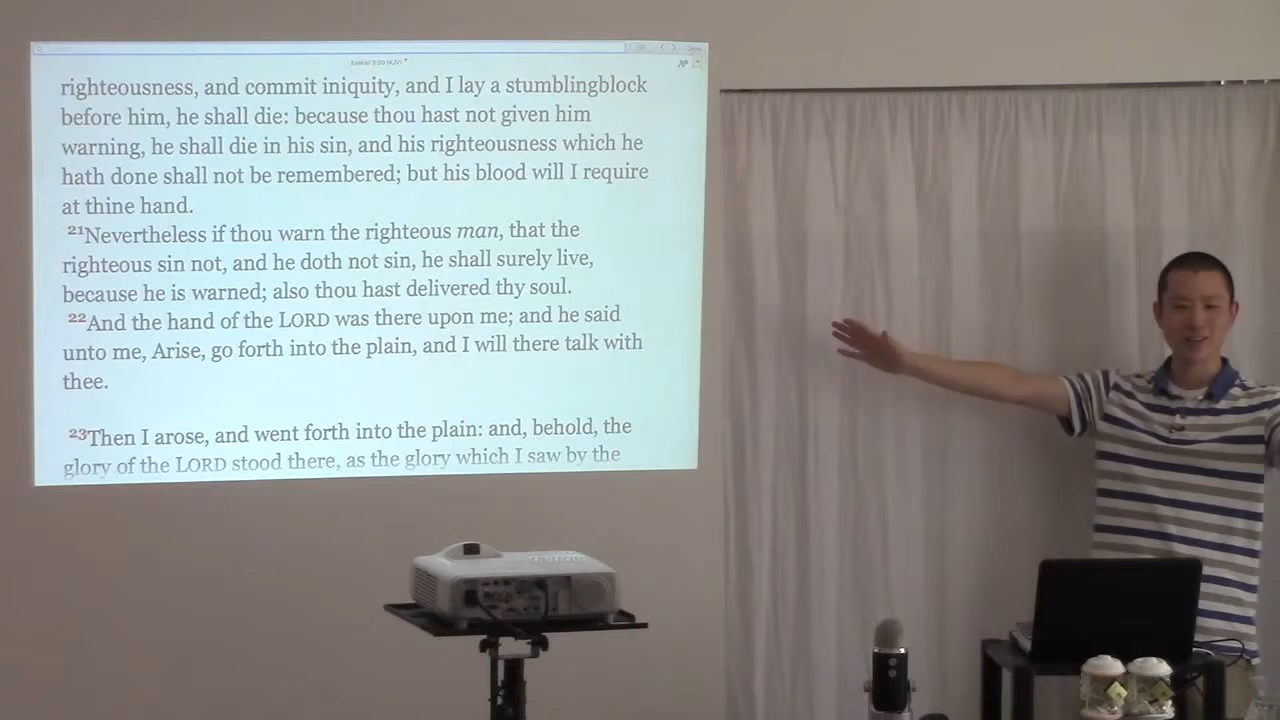 Ezekiel 3:20 (KJV)
righteousness, and commit iniquity, and I lay a stumblingblock
before him, he shall die: because thou hast not given him
warning, he shall die in his sin, and his righteousness which he
hath done shall not be remembered; but his blood will I require
at thine hand.
21Nevertheless if thou warn the righteous man, that the
righteous sin not, and he doth not sin, he shall surely live,
because he is warned; also thou hast delivered thy soul.
22And the hand of the LORD was there upon me; and he said
unto me, Arise, go forth into the plain, and I will there talk with
thee.
23Then I arose, and went forth into the plain: and, behold, the
glory of the LORD stood there, as the glory which I saw by the